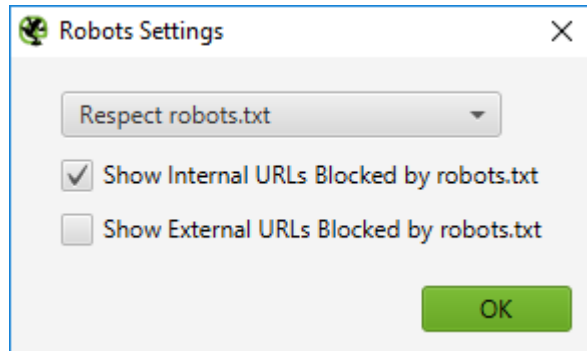 Robots Settings
Respect robots.txt
Show Internal URLs Blocked by robots.txt
Show External URLs Blocked by robots.txt
OK